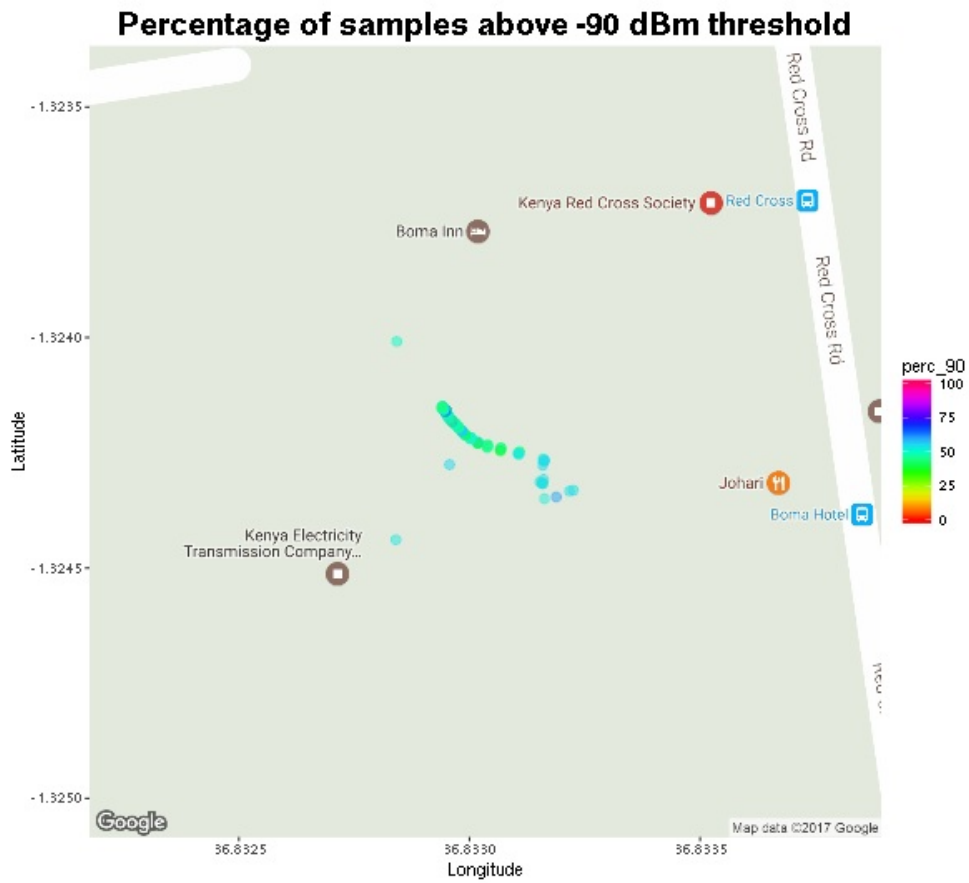 Percentage of samples above -90 dBm threshold
Red Cross Rd
-1.3235
Kenya Red Cross Society
Red Cross
Boma Inn
Red Cross Rd
-1.3240
perc_90
100
75
50
25
0
Latitude
Johari
Boma Hotel
Kenya Electricity
Transmission Company...
-1.3245
-1.3250
Google
Map data ©2017 Google
36.8325
36.8330
36.8335
Longitude